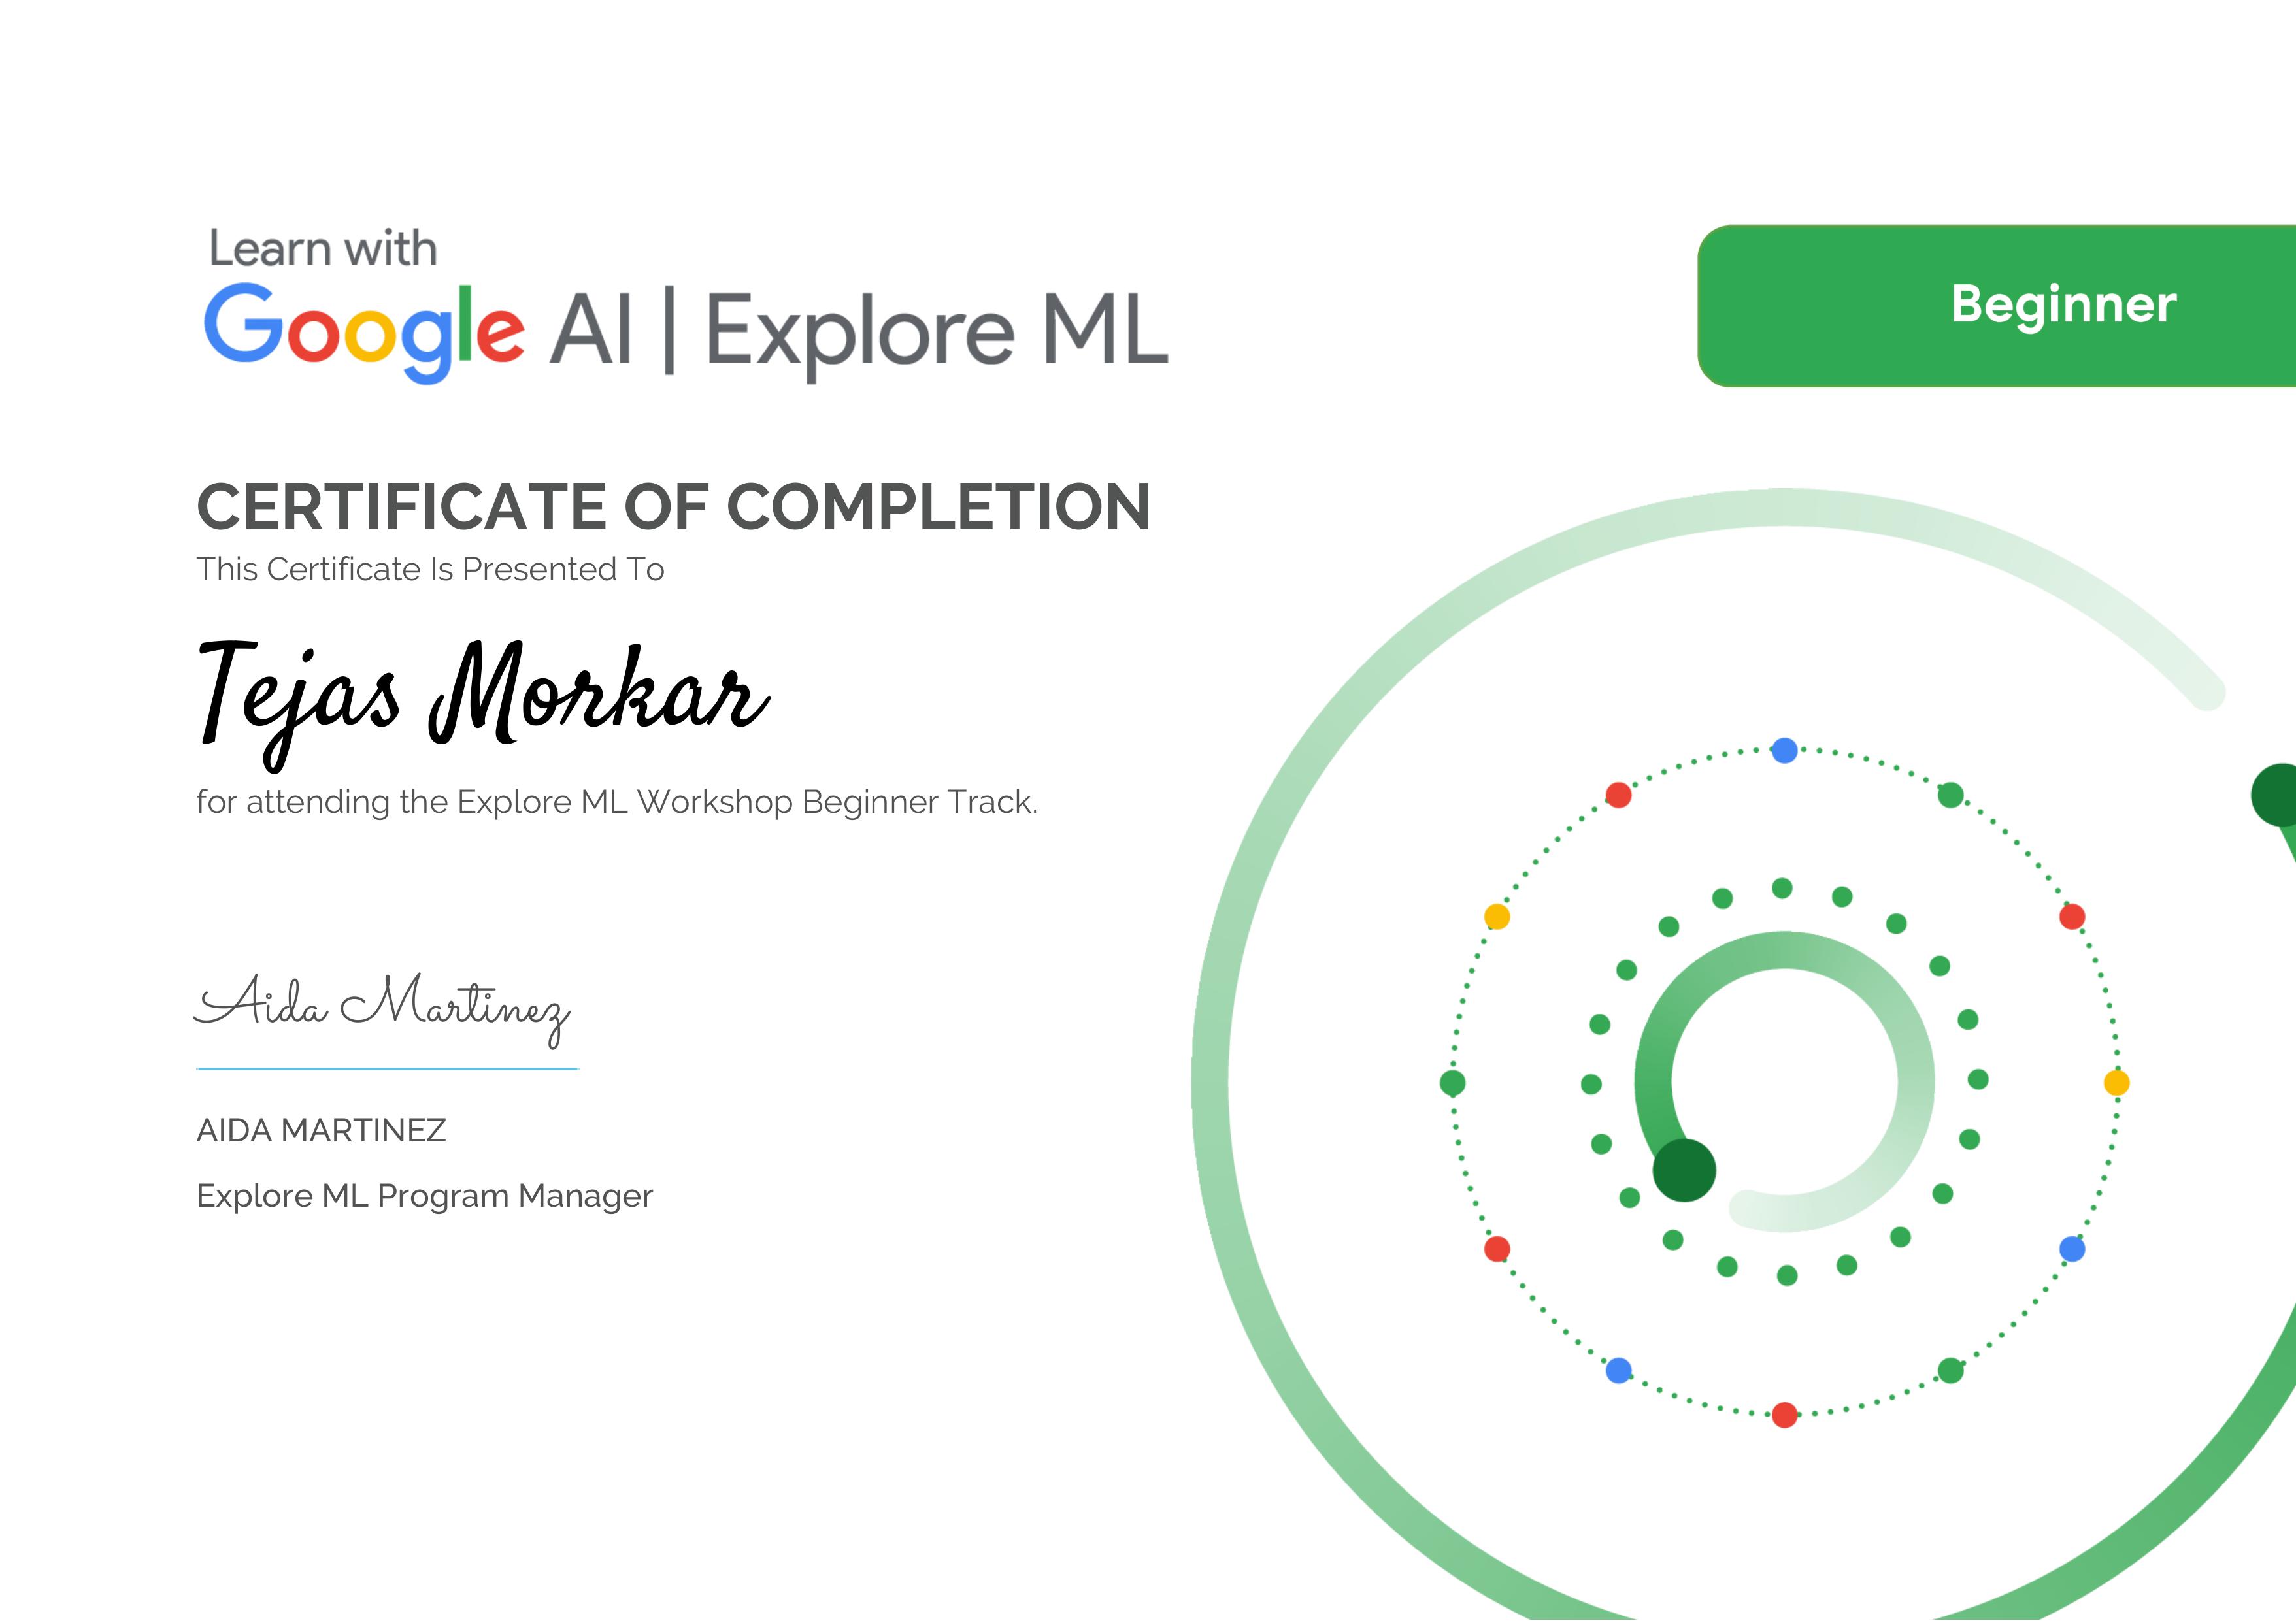 Learn with
Google AI | Explore ML
Beginner
CERTIFICATE OF COMPLETION
This Certificate Is Presented To
Tejas Morkar
for attending the Explore ML Workshop Beginner Track.
Aida Martinez
AIDA MARTINEZ
Explore ML Program Manager